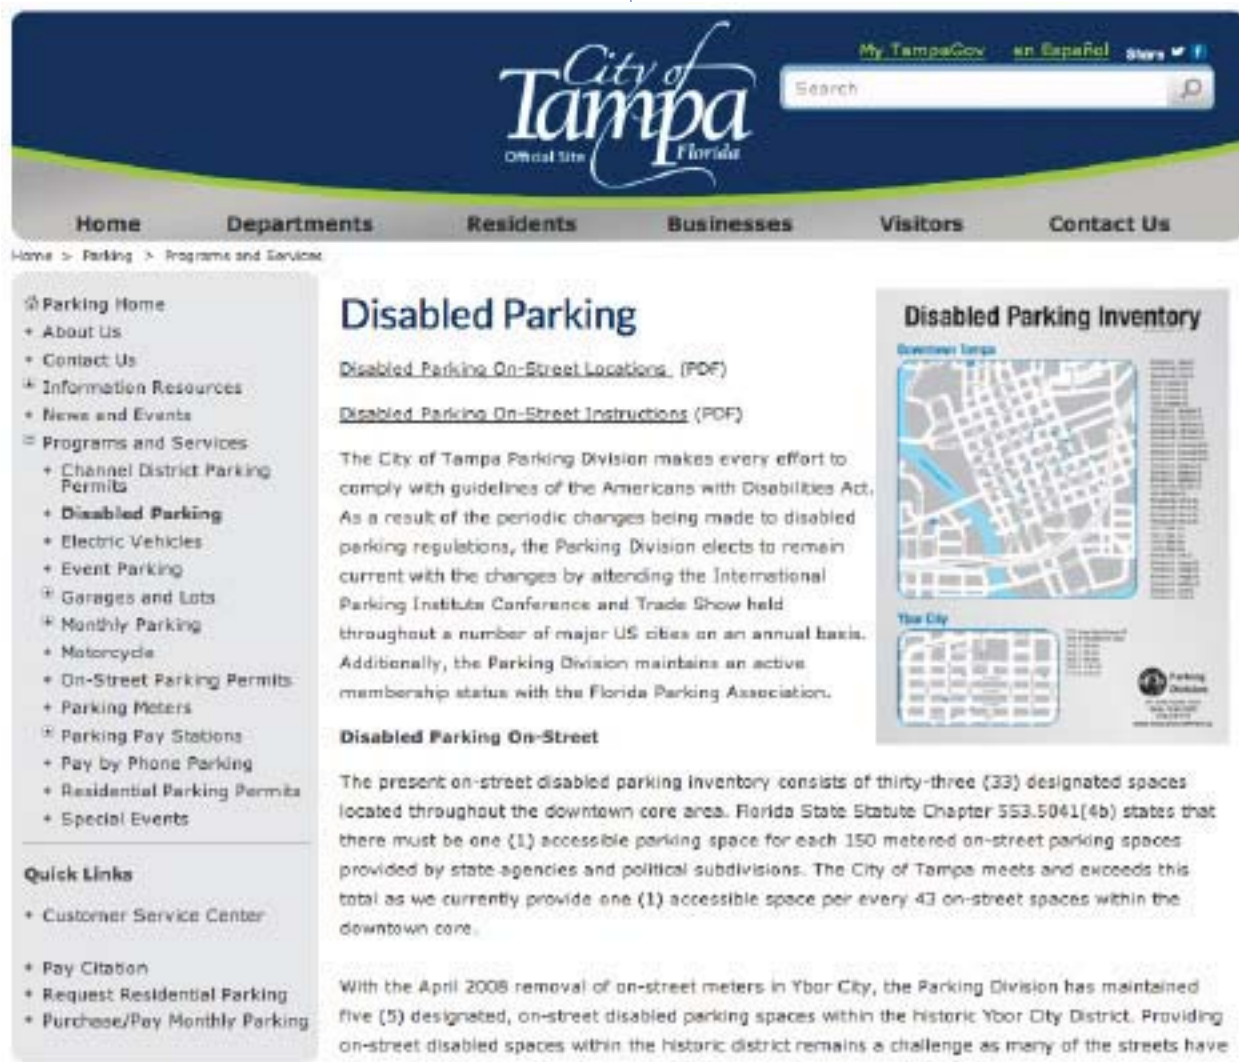 My TampaGov en Español Share
Search
City of
Tampa
Official Site Florida
Home Departments Residents Businesses Visitors Contact Us
Home > Parking > Programs and Services
Parking Home
About Us
Contact Us
Information Resources
News and Events
Programs and Services
Channel District Parking
Permits
Disabled Parking
Electric Vehicles
Event Parking
Garages and Lots
Monthly Parking
Motorcycle
On-Street Parking Permits
Parking Meters
Parking Pay Stations
Pay by Phone Parking
Residential Parking Permits
Special Events
Quick Links
Customer Service Center
Pay Citation
Request Residential Parking
Purchase/Pay Monthly Parking
Disabled Parking
Disabled Parking On-Street Locations (PDF)
Disabled Parking On-Street Instructions (PDF)
The City of Tampa Parking Division makes every effort to
comply with guidelines of the Americans with Disabilities Act.
As a result of the periodic changes being made to disabled
parking regulations, the Parking Division elects to remain
current with the changes by attending the International
Parking Institute Conference and Trade Show held
throughout a number of major US cities on an annual basis.
Additionally, the Parking Division maintains an active
membership status with the Florida Parking Association.
Disabled Parking Inventory
Downtown Tampa
Ybor City
Parking
Division
Disabled Parking On-Street
The present on-street disabled parking inventory consists of thirty-three (33) designated spaces
located throughout the downtown core area. Florida State Statute Chapter 553.5041(4b) states that
there must be one (1) accessible parking space for each 150 metered on-street parking spaces
provided by state agencies and political subdivisions. The City of Tampa meets and exceeds this
total as we currently provide one (1) accessible space per every 43 on-street spaces within the
downtown core.
With the April 2008 removal of on-street meters in Ybor City, the Parking Division has maintained
five (5) designated, on-street disabled parking spaces within the historic Ybor City District. Providing
on-street disabled spaces within the historic district remains a challenge as many of the streets have